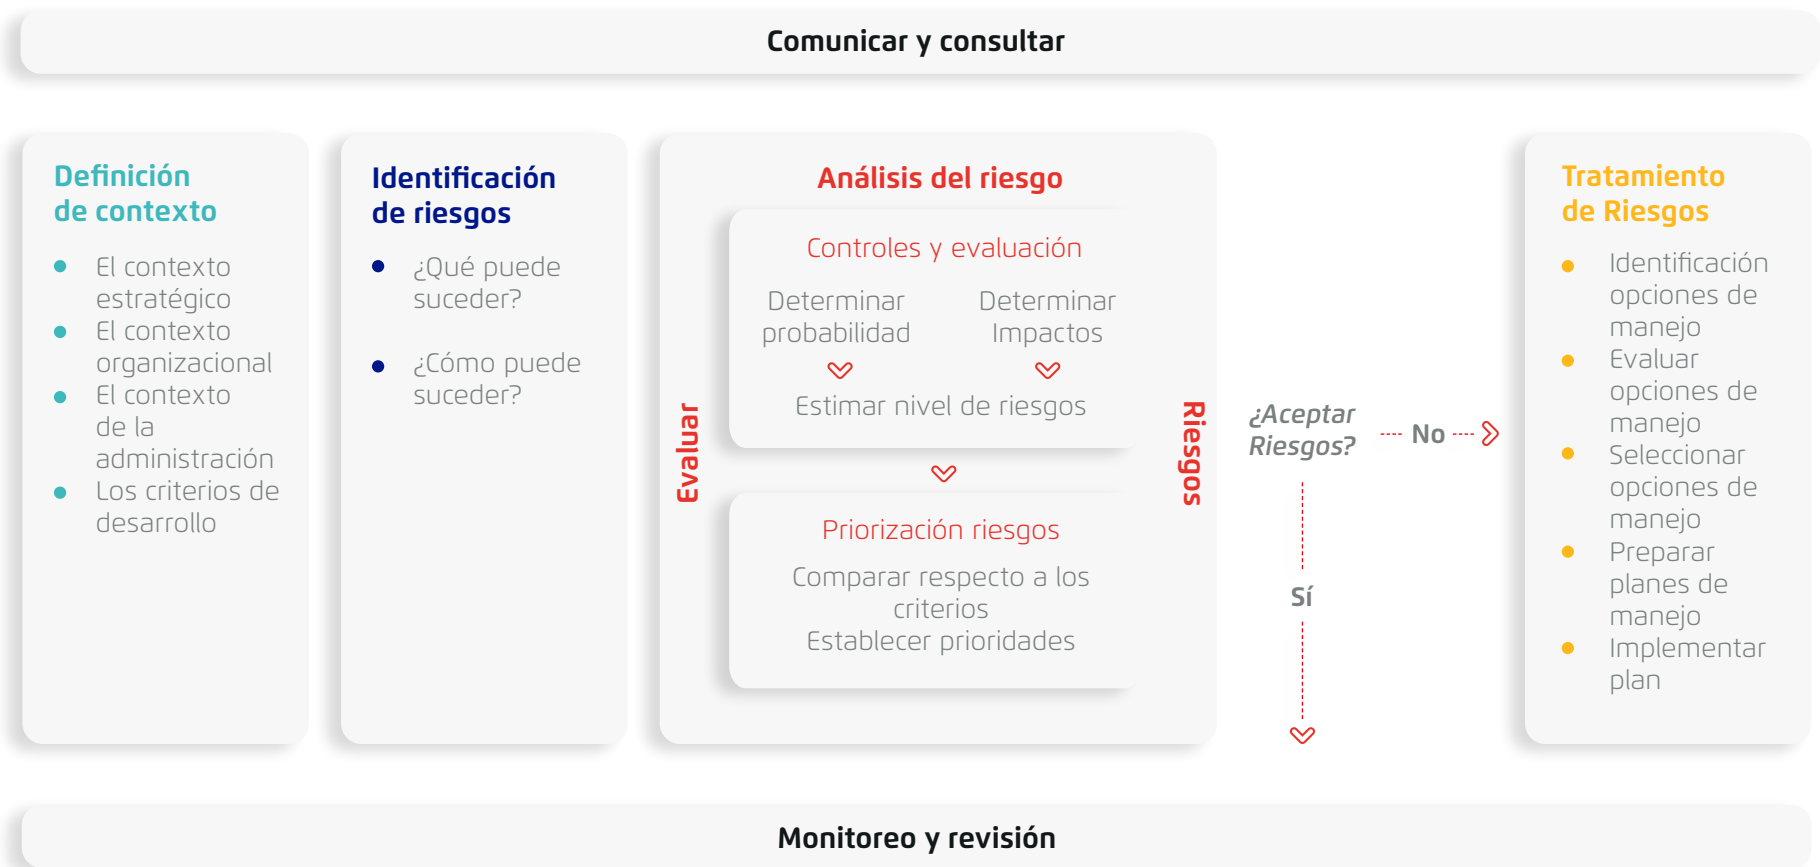 Comunicar y consultar
Definición
de contexto
El contexto
estratégico
El contexto
organizacional
El contexto
de la
administración
Los criterios de
desarrollo
Identificación
de riesgos
¿Qué puede
suceder?
¿Cómo puede
suceder?
Análisis del riesgo
Evaluar
Controles y evaluación
Determinar
probabilidad
Determinar
Impactos
Estimar nivel de riesgos
Priorización riesgos
Comparar respecto a los
criterios
Establecer prioridades
Riesgos
¿Aceptar
Riesgos?
No
Sí
Tratamiento
de Riesgos
Identificación
opciones de
manejo
Evaluar
opciones de
manejo
Seleccionar
opciones de
manejo
Preparar
planes de
manejo
Implementar
plan
Monitoreo y revisión